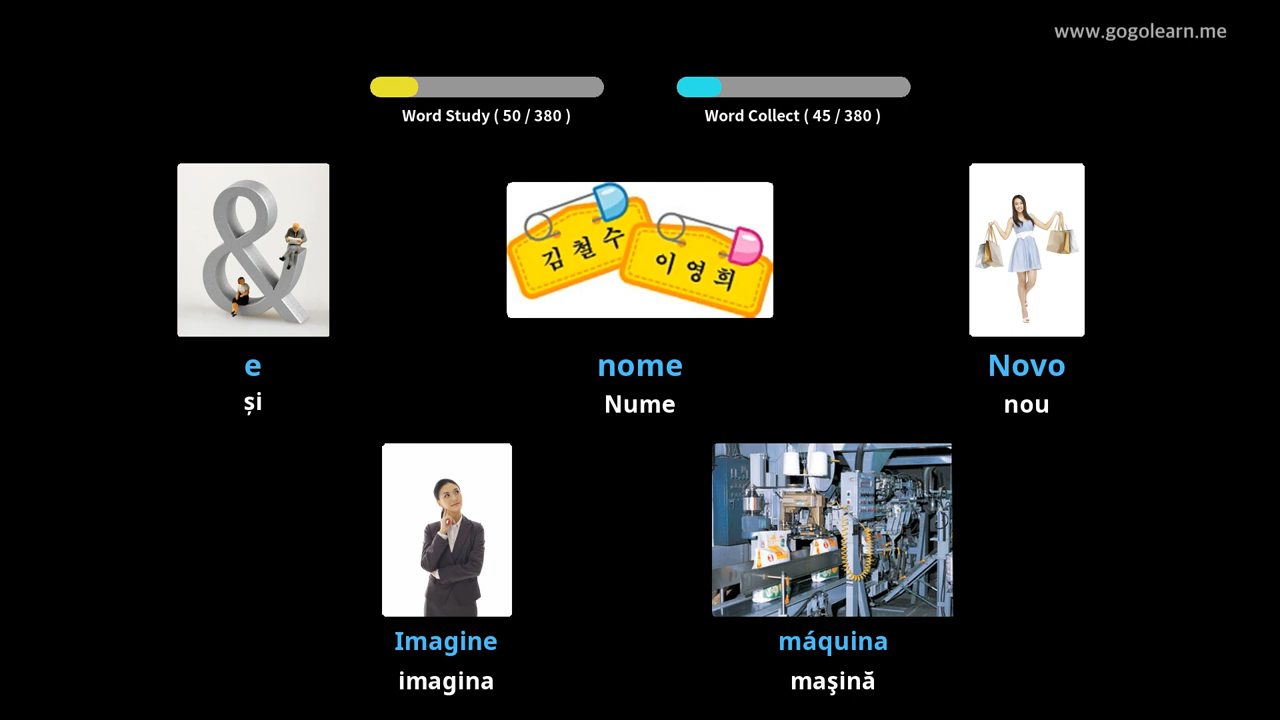 www.gogolearn.me
Word Study ( 50 / 380 )
Word Collect ( 45 / 380 )
&
김철수
이영희
e
nome
Novo
și
Nume
nou
Imagine
máquina
imagina
maşină